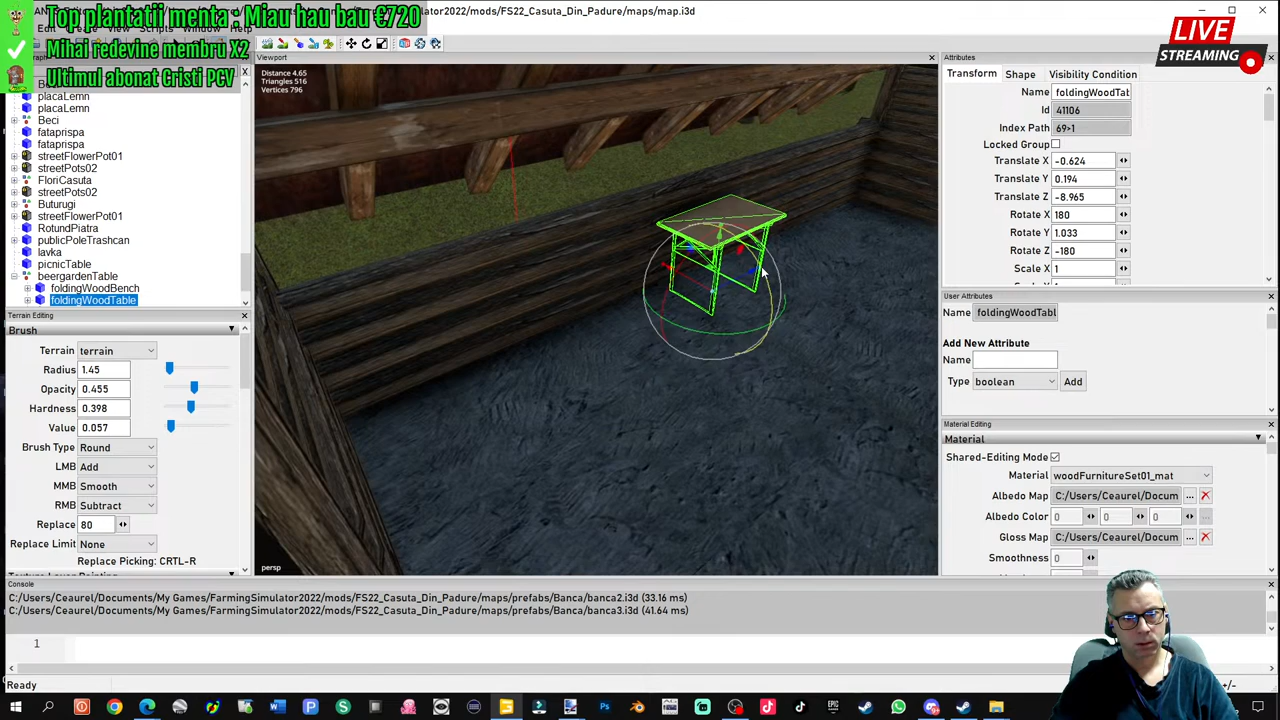 Top plantatii menta : Miau hau bau €720
Mihai redevine membru X2
Ultimul abonat Cristi PCV
Simulator2022/mods/FS22_Casuta_Din_Padure/maps/map.i3d
LIVE
STREAMING
Scripts Window Help
placaLemn
placaLemn
Beci
fataprispa
fataprispa
streetFlowerPot01
streetPots02
FloriCasuta
streetPots02
Buturugi
streetFlowerPot01
RotundPiatra
publicPoleTrashcan
lavka
picnicTable
beergardenTable
foldingWoodBench
foldingWoodTable
Terrain Editing
Brush
Terrain terrain
Radius 1.45
Opacity 0.455
Hardness 0.398
Value 0.057
Brush Type Round
LMB Add
MMB Smooth
RMB Subtract
Replace 80
Replace Limit None
Replace Picking: CRTL-R
Viewport
Distance 4.65
Triangles 516
Vertices 796
persp
Attributes
Transform Shape Visibility Condition
Name foldingWoodTab
Id 41106
Index Path 69>1
Locked Group
Translate X -0.624
Translate Y 0.194
Translate Z -8.965
Rotate X 180
Rotate Y 1.033
Rotate Z -180
Scale X 1
User Attributes
Name foldingWoodTabl
Add New Attribute
Name
Type boolean Add
Material Editing
Material
Shared-Editing Mode
Material woodFurnitureSet01_mat
Albedo Map C:/Users/Ceaurel/Docum ...
Albedo Color 0 0 0 ...
Gloss Map C:/Users/Ceaurel/Docum ...
Smoothness 0
Console
C:/Users/Ceaurel/Documents/My Games/FarmingSimulator2022/mods/FS22_Casuta_Din_Padure/maps/prefabs/Banca/banca2.i3d (33.16 ms)
C:/Users/Ceaurel/Documents/My Games/FarmingSimulator2022/mods/FS22_Casuta_Din_Padure/maps/prefabs/Banca/banca3.i3d (41.64 ms)
1
Ready
+/-